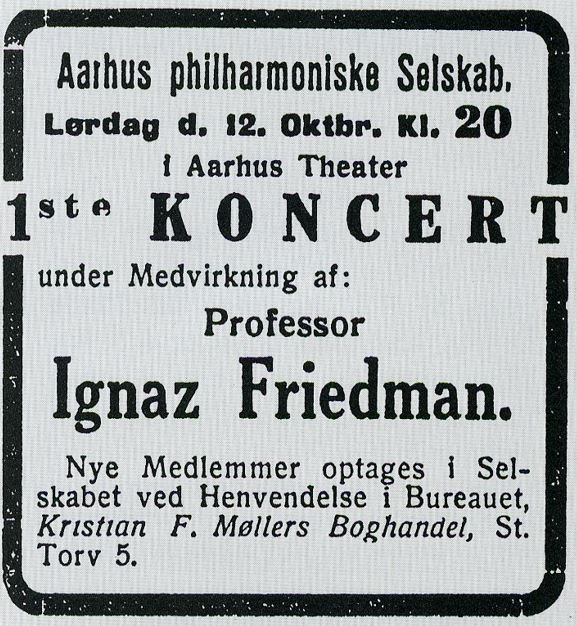 Aarhus philharmoniske Selskab.
Lørdag d. 12. Oktbr. Kl. 20
i Aarhus Theater
1ste KONCERT
under Medvirkning af:
Professor
Ignaz Friedman.
Nye Medlemmer optages i Sel-
skabet ved Henvendelse i Bureauet,
Kristian F. Møllers Boghandel, St.
Torv 5.